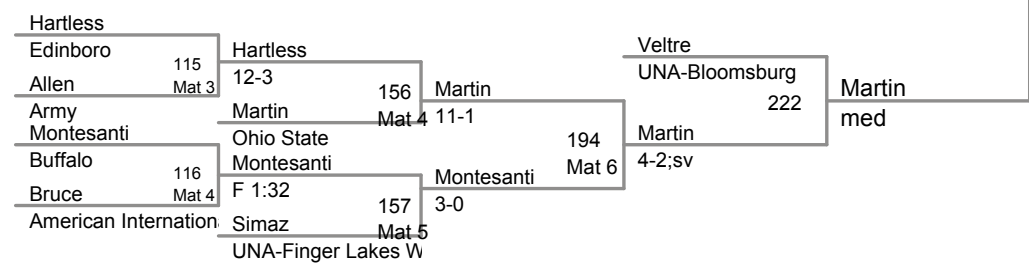 Hartless
Edinboro
115
Mat 3
Allen
Army
Montesanti
Buffalo
116
Mat 4
Bruce
American Internation
Hartless
12-3
156
Mat 4
Martin
Ohio State
Montesanti
F 1:32
157
Mat 5
Simaz
UNA-Finger Lakes W
Martin
11-1
194
Mat 6
Montesanti
3-0
Veltre
UNA-Bloomsburg
222
Martin
4-2;sv
Martin
med